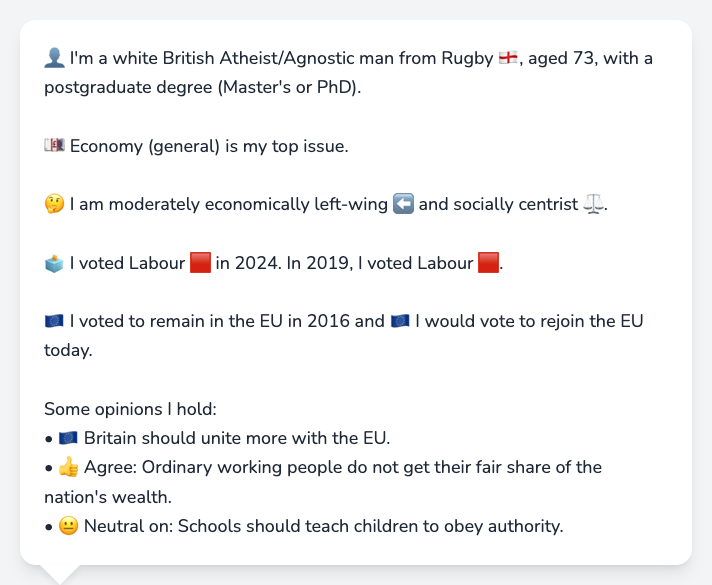 👤 I'm a white British Atheist/Agnostic man from Rugby 🏴󠁧󠁢󠁥󠁮󠁧󠁿, aged 73, with a
postgraduate degree (Master's or PhD).
💷 Economy (general) is my top issue.
🤔 I am moderately economically left-wing ⬅️ and socially centrist ⚖️.
🗳️ I voted Labour 🟥 in 2024. In 2019, I voted Labour 🟥.
🇪🇺 I voted to remain in the EU in 2016 and 🇪🇺 I would vote to rejoin the EU
today.
Some opinions I hold:
• 🇪🇺 Britain should unite more with the EU.
• 👍 Agree: Ordinary working people do not get their fair share of the
nation's wealth.
• 😐 Neutral on: Schools should teach children to obey authority.